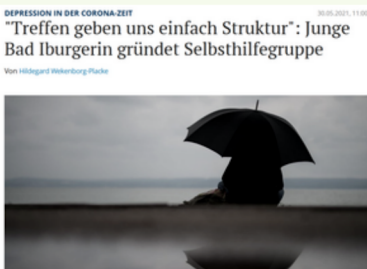 DEPRESSION IN DER CORONA-ZEIT
30.05.2021, 11:00
"Treffen geben uns einfach Struktur": Junge
Bad Iburgerin gründet Selbsthilfegruppe
Von Hildegard Wekenborg-Placke